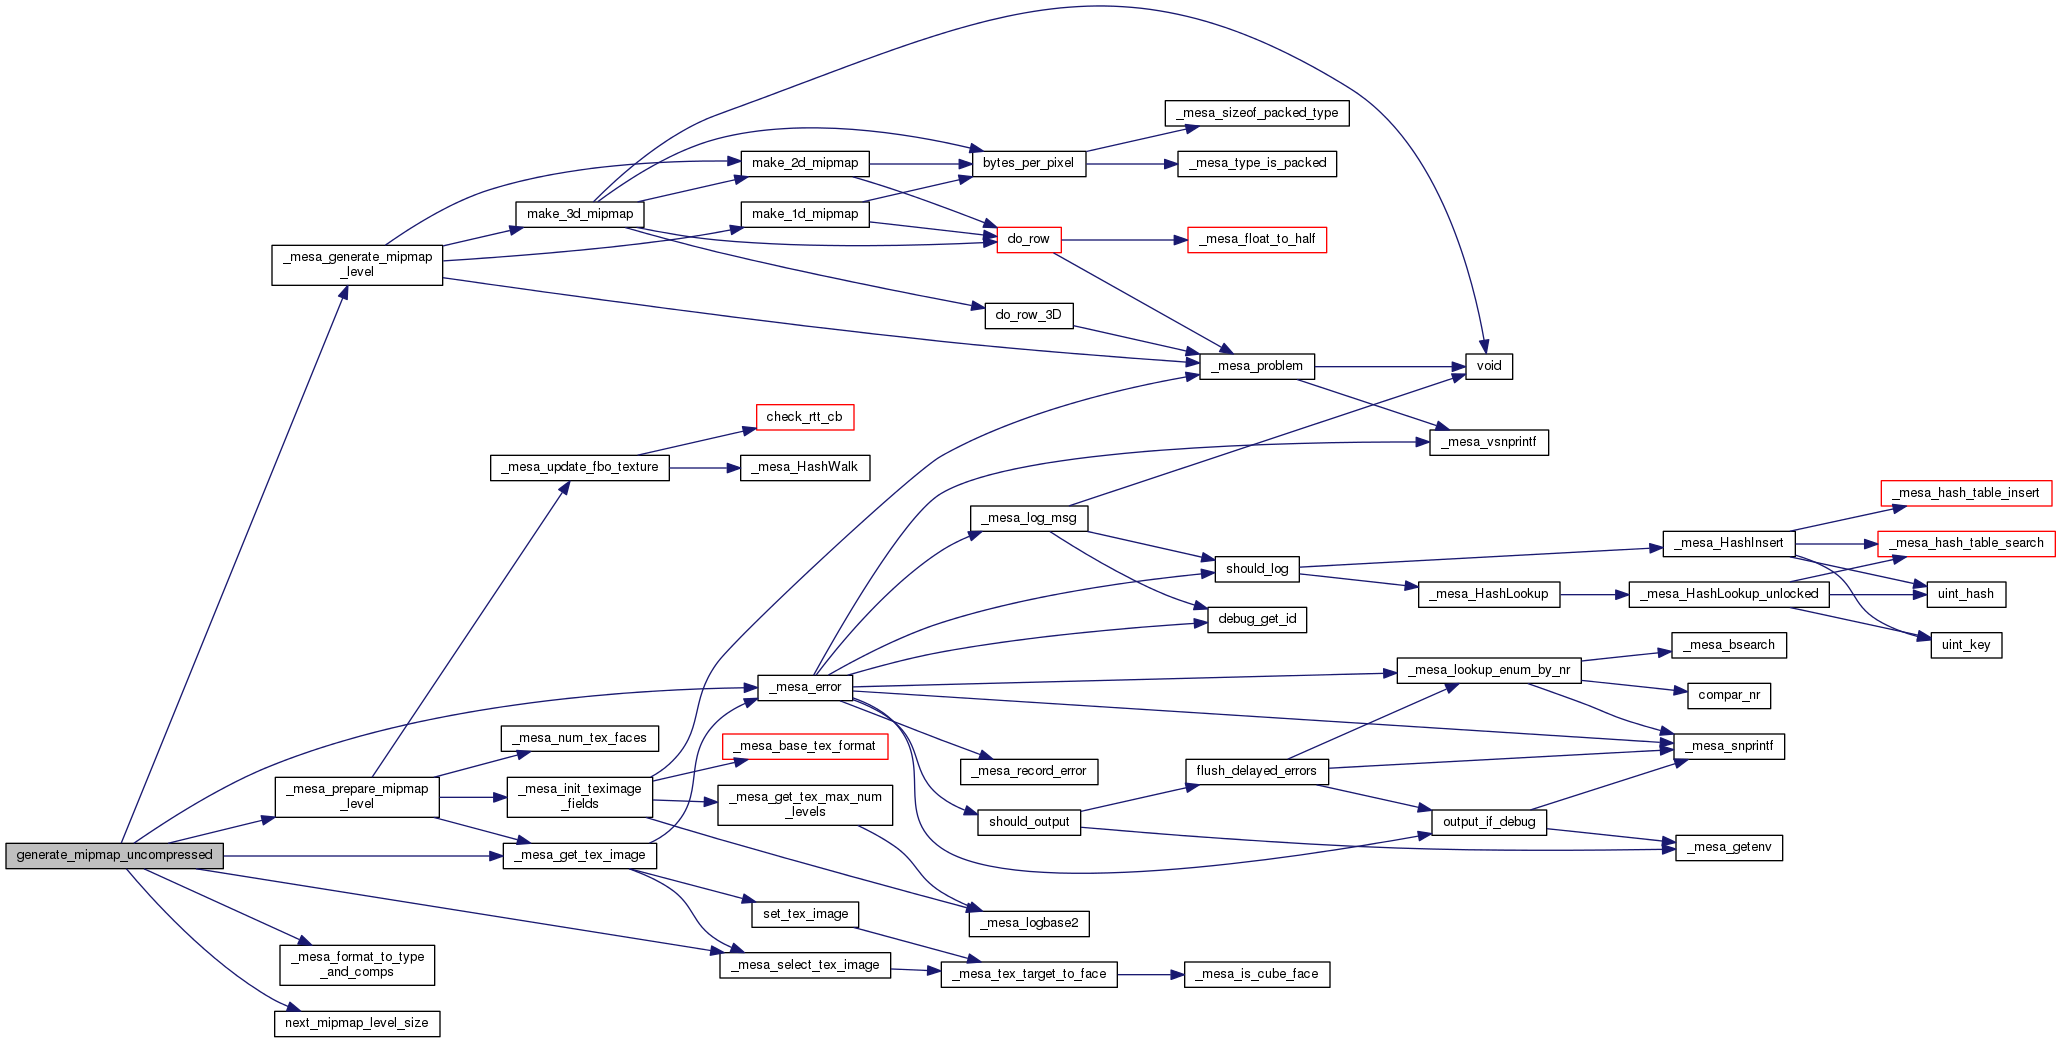 _mesa_sizeof_packed_type
make_2d_mipmap
bytes_per_pixel
_mesa_type_is_packed
make_3d_mipmap
make_1d_mipmap
_mesa_generate_mipmap
_level
do_row
_mesa_float_to_half
do_row_3D
_mesa_problem
void
check_rtt_cb
_mesa_vsnprintf
_mesa_update_fbo_texture
_mesa_HashWalk
_mesa_hash_table_insert
_mesa_log_msg
_mesa_HashInsert
_mesa_hash_table_search
should_log
_mesa_HashLookup
_mesa_HashLookup_unlocked
uint_hash
debug_get_id
_mesa_bsearch
uint_key
_mesa_lookup_enum_by_nr
_mesa_error
compar_nr
_mesa_num_tex_faces
_mesa_base_tex_format
_mesa_snprintf
_mesa_record_error
flush_delayed_errors
_mesa_prepare_mipmap
_level
_mesa_init_teximage
_fields
_mesa_get_tex_max_num
_levels
should_output
output_if_debug
_mesa_getenv
generate_mipmap_uncompressed
_mesa_get_tex_image
set_tex_image
_mesa_logbase2
_mesa_format_to_type
_and_comps
_mesa_select_tex_image
_mesa_tex_target_to_face
_mesa_is_cube_face
next_mipmap_level_size